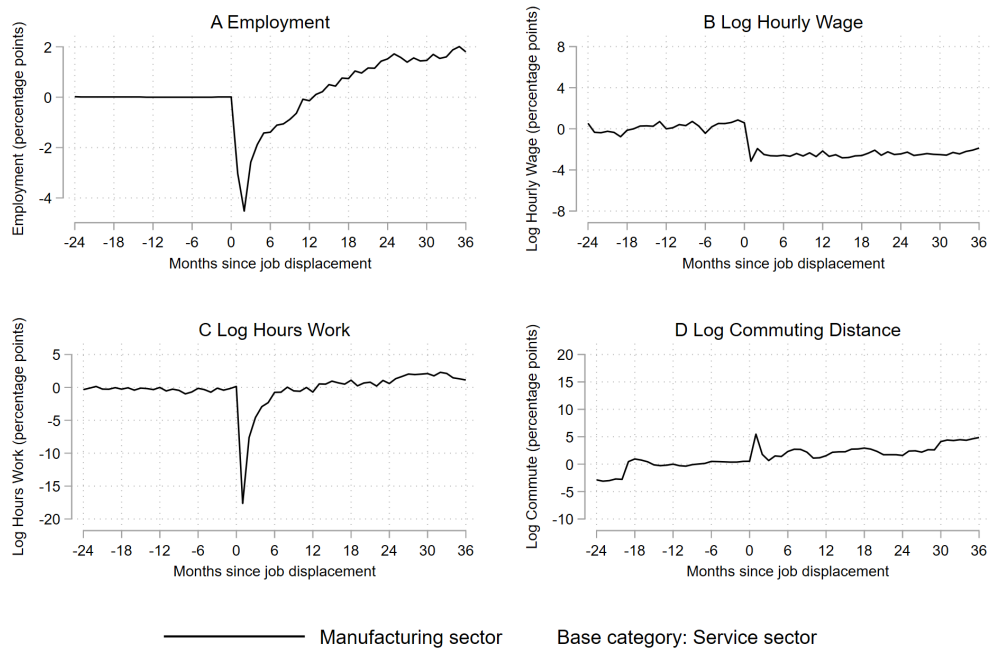 A Employment
Employment (percentage points)
2
0
-2
-4
-24 -18 -12 -6 0 6 12 18 24 30 36
Months since job displacement
B Log Hourly Wage
Log Hourly Wage (percentage points)
8
4
0
-4
-8
-24 -18 -12 -6 0 6 12 18 24 30 36
Months since job displacement
C Log Hours Work
Log Hours Work (percentage points)
5
0
-5
-10
-15
-20
-24 -18 -12 -6 0 6 12 18 24 30 36
Months since job displacement
D Log Commuting Distance
Log Commute (percentage points)
20
15
10
5
0
-5
-10
-24 -18 -12 -6 0 6 12 18 24 30 36
Months since job displacement
Manufacturing sector Base category: Service sector